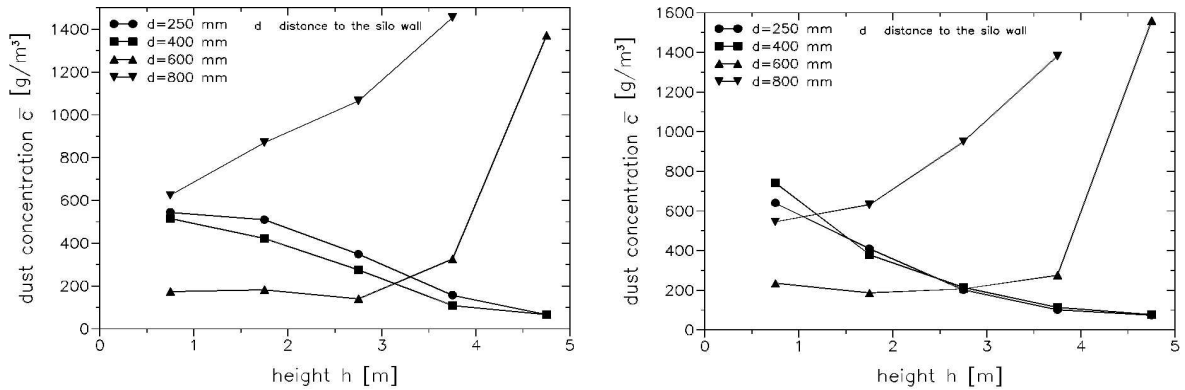 dust concentration c̅ [g/m³]
1400
1200
1000
800
600
400
200
0
d=250 mm d distance to the silo wall
d=400 mm
d=600 mm
d=800 mm
0 1 2 3 4 5
height h [m]
dust concentration c̅ [g/m³]
1600
1400
1200
1000
800
600
400
200
0
d=250 mm d distance to the silo wall
d=400 mm
d=600 mm
d=800 mm
0 1 2 3 4 5
height h [m]